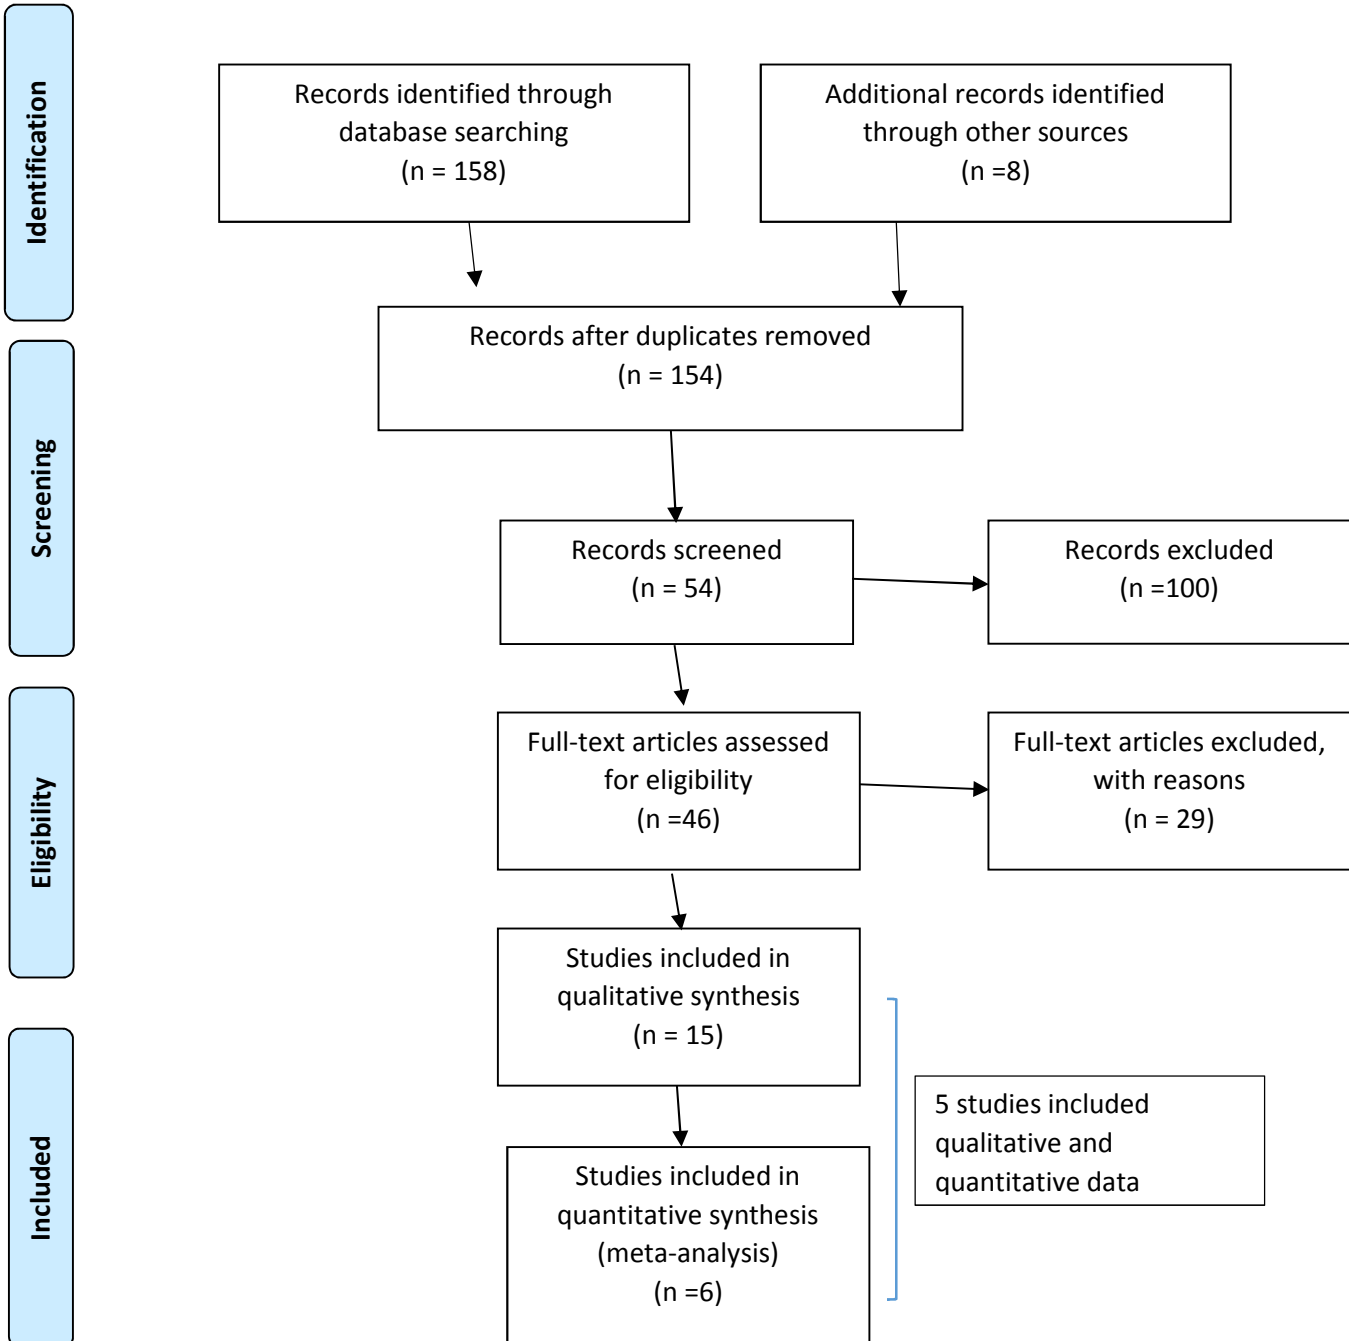 Identification
Records identified through
database searching
(n = 158)
Additional records identified
through other sources
(n =8)
Records after duplicates removed
(n = 154)
Screening
Records screened
(n = 54)
Records excluded
(n =100)
Eligibility
Full-text articles assessed
for eligibility
(n =46)
Full-text articles excluded,
with reasons
(n = 29)
Studies included in
qualitative synthesis
(n = 15)
5 studies included
qualitative and
quantitative data
Included
Studies included in
quantitative synthesis
(meta-analysis)
(n =6)